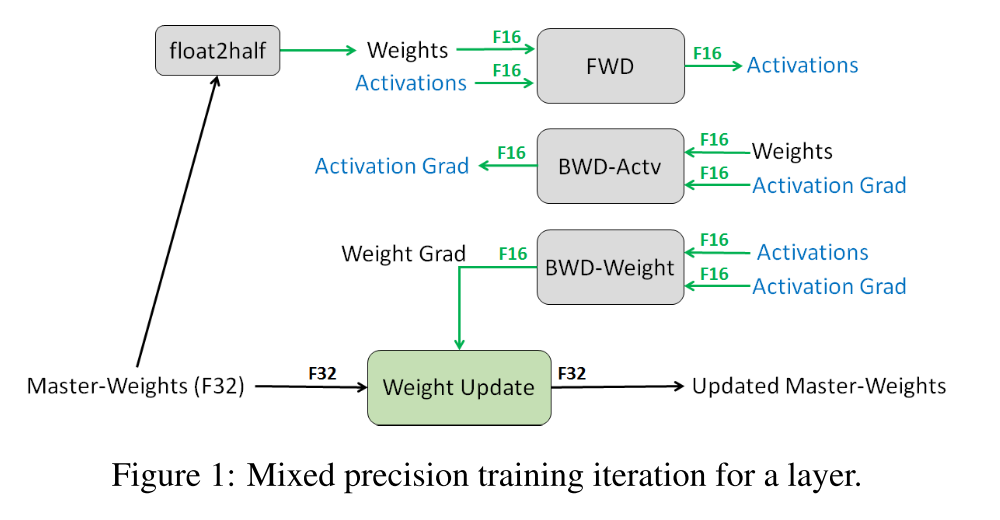 float2half
Weights
F16
FWD
F16
Activations
Activations
F16
Activation Grad
F16
BWD-Actv
F16
Weights
F16
Activation Grad
Weight Grad
F16
BWD-Weight
F16
Activations
F16
Activation Grad
Master-Weights (F32)
F32
Weight Update
F32
Updated Master-Weights
Figure 1: Mixed precision training iteration for a layer.